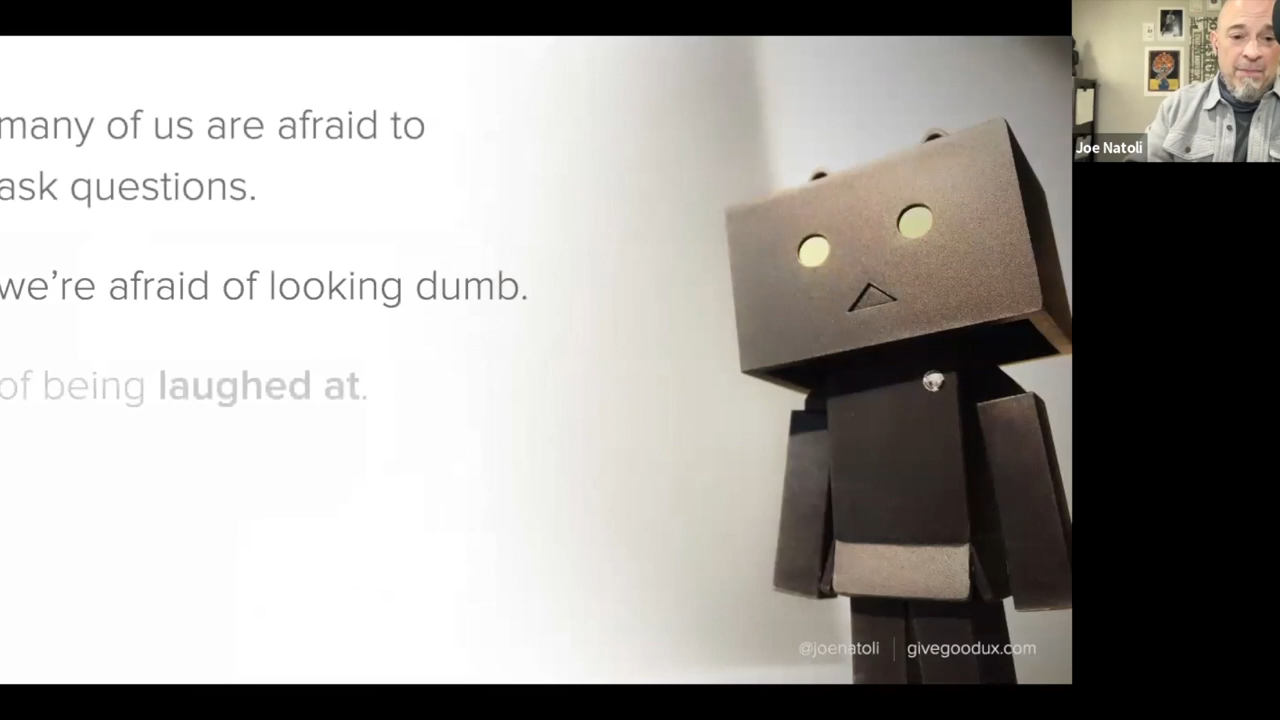 many of us are afraid to
ask questions.
we're afraid of looking dumb.
of being laughed at.
@joenatoli | givegoodux.com
Joe Natoli